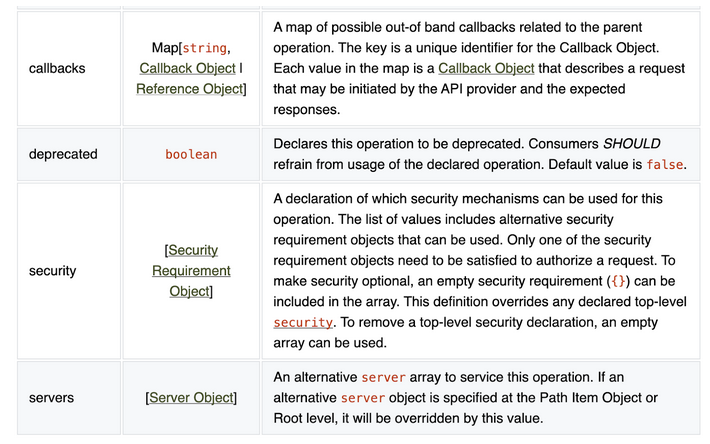 callbacks
Map[string,
Callback Object |
Reference Object]
A map of possible out-of band callbacks related to the parent
operation. The key is a unique identifier for the Callback Object.
Each value in the map is a Callback Object that describes a request
that may be initiated by the API provider and the expected
responses.
deprecated
boolean
Declares this operation to be deprecated. Consumers SHOULD
refrain from usage of the declared operation. Default value is false.
security
[Security
Requirement
Object]
A declaration of which security mechanisms can be used for this
operation. The list of values includes alternative security
requirement objects that can be used. Only one of the security
requirement objects need to be satisfied to authorize a request. To
make security optional, an empty security requirement ({}) can be
included in the array. This definition overrides any declared top-level
security. To remove a top-level security declaration, an empty
array can be used.
servers
[Server Object]
An alternative server array to service this operation. If an
alternative server object is specified at the Path Item Object or
Root level, it will be overridden by this value.